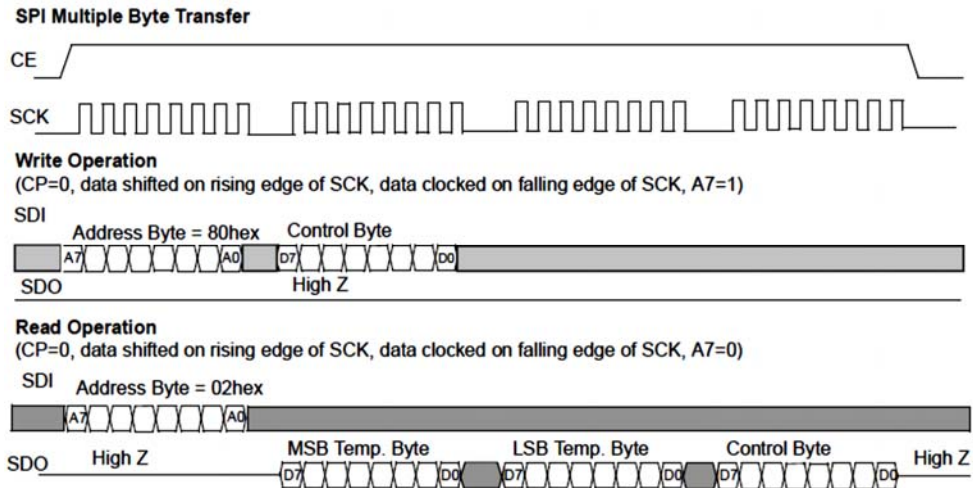 SPI Multiple Byte Transfer
CE
SCK
Write Operation
(CP=0, data shifted on rising edge of SCK, data clocked on falling edge of SCK, A7=1)
SDI
Address Byte = 80hex Control Byte
A7 A0 D7 D0
SDO High Z
Read Operation
(CP=0, data shifted on rising edge of SCK, data clocked on falling edge of SCK, A7=0)
SDI
Address Byte = 02hex
A7 A0
MSB Temp. Byte LSB Temp. Byte Control Byte
SDO High Z High Z
D7 D0 D7 D0 D7 D0